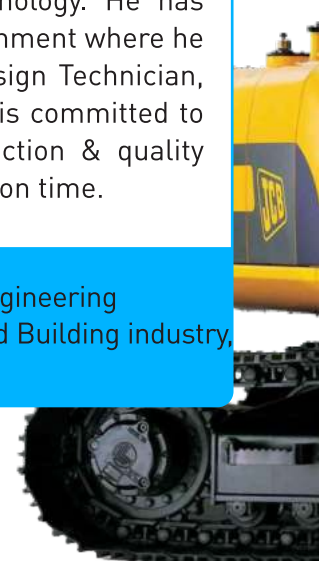 nology. He has
nment where he
sign Technician,
is committed to
ction & quality
on time.
JCB
gineering
d Building industry,